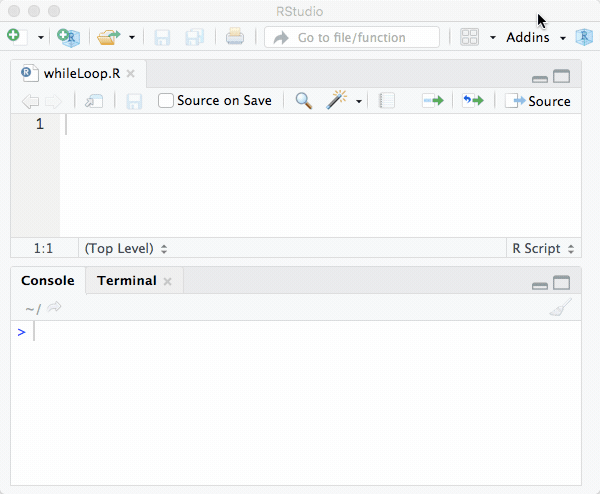 RStudio
Go to file/function
Addins
whileLoop.R
Source on Save
Source
1
1:1 (Top Level) R Script
Console Terminal
~/
>